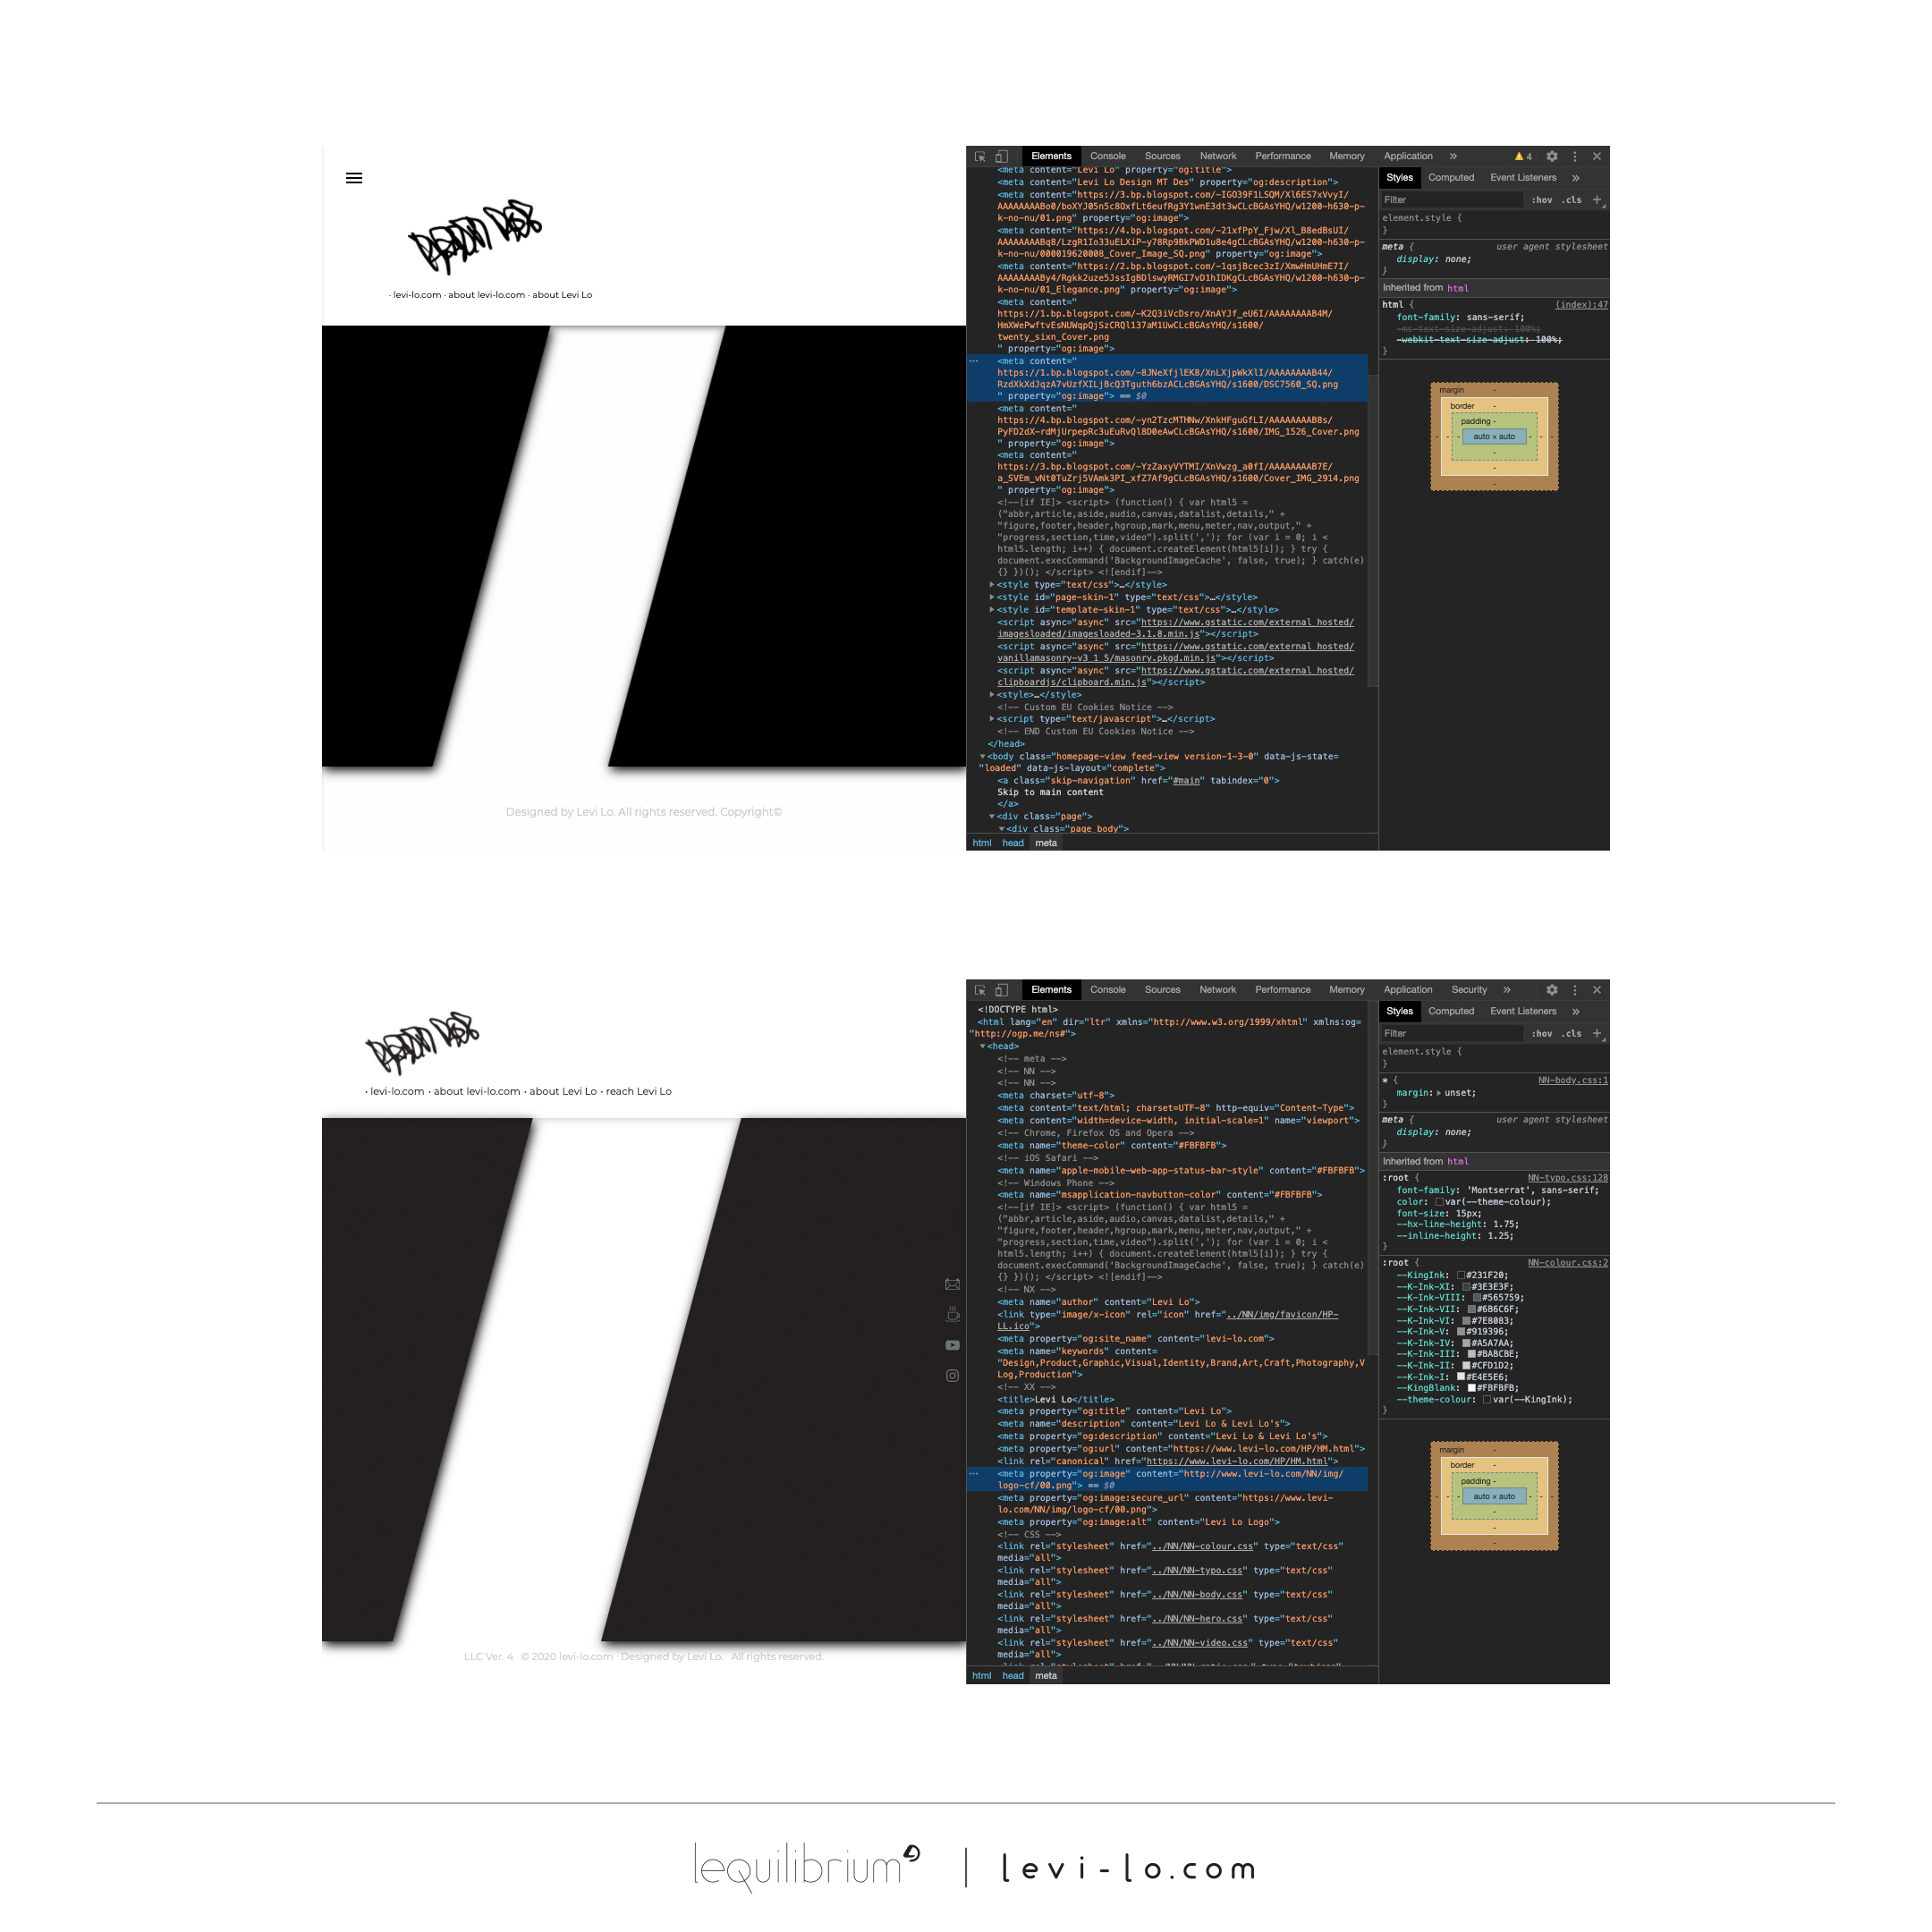 · levi-lo.com · about levi-lo.com · about Levi Lo
Designed by Levi Lo. All rights reserved. Copyright©
Elements Console Sources Network Performance Memory Application » 4
<meta content="Levi Lo" property="og:title">
<meta content="Levi Lo Design MT Des" property="og:description">
<meta content="https://3.bp.blogspot.com/-IGO39F1LSQM/Xl6ES7xVvyI/
AAAAAAAABo0/boXYJ05n5c8OxfLt6eufRg3Y1wnE3dt3wCLcBGAsYHQ/w1200-h630-p-
k-no-nu/01.png" property="og:image">
<meta content="https://4.bp.blogspot.com/-21xfPpY_Fjw/Xl_B8edBsUI/
AAAAAAAABq8/LzgR1Io33uELXiP-y78Rp9BkPWD1u8e4gCLcBGAsYHQ/w1200-h630-p-
k-no-nu/000019620008_Cover_Image_SQ.png" property="og:image">
<meta content="https://2.bp.blogspot.com/-1qsjBcec3zI/XmwHmUHmE7I/
AAAAAAAABy4/Rgkk2uze5JssIgBDlswyRMGI7vD1hIDKgCLcBGAsYHQ/w1200-h630-p-
k-no-nu/01_Elegance.png" property="og:image">
<meta content="
https://1.bp.blogspot.com/-K2Q3iVcDsro/XnAYJf_eU6I/AAAAAAAAB4M/
HmXWePwftvEsNUWqpQjSzCRQl137aM1UwCLcBGAsYHQ/s1600/
twenty_sixn_Cover.png
" property="og:image">
<meta content="
https://1.bp.blogspot.com/-8JNeXfjlEK8/XnLXjpWkXlI/AAAAAAAAB44/
RzdXkXdJqzA7vUzfXILjBcQ3Tguth6bzACLcBGAsYHQ/s1600/DSC7560_SQ.png
" property="og:image"> == $0
<meta content="
https://4.bp.blogspot.com/-yn2TzcMTHNw/XnkHFguGfLI/AAAAAAAAB8s/
PyFD2dX-rdMjUrpepRc3uEuRvQl8D0eAwCLcBGAsYHQ/s1600/IMG_1526_Cover.png
" property="og:image">
<meta content="
https://3.bp.blogspot.com/-YzZaxyVYTMI/XnVwzg_a0fI/AAAAAAAAB7E/
a_SVEm_vNt0TuZrj5VAmk3PI_xfZ7Af9gCLcBGAsYHQ/s1600/Cover_IMG_2914.png
" property="og:image">
<!--[if IE]> <script> (function() { var html5 =
("abbr,article,aside,audio,canvas,datalist,details," +
"figure,footer,header,hgroup,mark,menu,meter,nav,output," +
"progress,section,time,video").split(','); for (var i = 0; i <
html5.length; i++) { document.createElement(html5[i]); } try {
document.execCommand('BackgroundImageCache', false, true); } catch(e)
{} })(); </script> <![endif]-->
<style type="text/css">…</style>
<style id="page-skin-1" type="text/css">…</style>
<style id="template-skin-1" type="text/css">…</style>
<script async="async" src="https://www.gstatic.com/external_hosted/
imagesloaded/imagesloaded-3.1.8.min.js"></script>
<script async="async" src="https://www.gstatic.com/external_hosted/
vanillamasonry-v3_1_5/masonry.pkgd.min.js"></script>
<script async="async" src="https://www.gstatic.com/external_hosted/
clipboardjs/clipboard.min.js"></script>
<style>…</style>
<!-- Custom EU Cookies Notice -->
<script type="text/javascript">…</script>
<!-- END Custom EU Cookies Notice -->
</head>
<body class="homepage-view feed-view version-1-3-0" data-js-state=
"loaded" data-js-layout="complete">
<a class="skip-navigation" href="#main" tabindex="0">
Skip to main content
</a>
<div class="page">
<div class="page_body">
html head meta
Styles Computed Event Listeners »
Filter :hov .cls +
element.style {
}
meta { user agent stylesheet
display: none;
}
Inherited from html
html { (index):47
font-family: sans-serif;
-ms-text-size-adjust: 100%;
-webkit-text-size-adjust: 100%;
}
margin -
border -
padding -
- - - auto × auto - - -
-
-
-
· levi-lo.com · about levi-lo.com · about Levi Lo · reach Levi Lo
LLC Ver. 4 © 2020 levi-lo.com Designed by Levi Lo. All rights reserved.
Elements Console Sources Network Performance Memory Application Security »
<!DOCTYPE html>
<html lang="en" dir="ltr" xmlns="http://www.w3.org/1999/xhtml" xmlns:og=
"http://ogp.me/ns#">
<head>
<!-- meta -->
<!-- NN -->
<!-- NN -->
<meta charset="utf-8">
<meta content="text/html; charset=UTF-8" http-equiv="Content-Type">
<meta content="width=device-width, initial-scale=1" name="viewport">
<!-- Chrome, Firefox OS and Opera -->
<meta name="theme-color" content="#FBFBFB">
<!-- iOS Safari -->
<meta name="apple-mobile-web-app-status-bar-style" content="#FBFBFB">
<!-- Windows Phone -->
<meta name="msapplication-navbutton-color" content="#FBFBFB">
<!--[if IE]> <script> (function() { var html5 =
("abbr,article,aside,audio,canvas,datalist,details," +
"figure,footer,header,hgroup,mark,menu,meter,nav,output," +
"progress,section,time,video").split(','); for (var i = 0; i <
html5.length; i++) { document.createElement(html5[i]); } try {
document.execCommand('BackgroundImageCache', false, true); } catch(e)
{} })(); </script> <![endif]-->
<!-- NX -->
<meta name="author" content="Levi Lo">
<link type="image/x-icon" rel="icon" href="../NN/img/favicon/HP-
LL.ico">
<meta property="og:site_name" content="levi-lo.com">
<meta name="keywords" content=
"Design,Product,Graphic,Visual,Identity,Brand,Art,Craft,Photography,V
Log,Production">
<!-- XX -->
<title>Levi Lo</title>
<meta property="og:title" content="Levi Lo">
<meta name="description" content="Levi Lo & Levi Lo's">
<meta property="og:description" content="Levi Lo & Levi Lo's">
<meta property="og:url" content="https://www.levi-lo.com/HP/HM.html">
<link rel="canonical" href="https://www.levi-lo.com/HP/HM.html">
<meta property="og:image" content="http://www.levi-lo.com/NN/img/
logo-cf/00.png"> == $0
<meta property="og:image:secure_url" content="https://www.levi-
lo.com/NN/img/logo-cf/00.png">
<meta property="og:image:alt" content="Levi Lo Logo">
<!-- CSS -->
<link rel="stylesheet" href="../NN/NN-colour.css" type="text/css"
media="all">
<link rel="stylesheet" href="../NN/NN-typo.css" type="text/css"
media="all">
<link rel="stylesheet" href="../NN/NN-body.css" type="text/css"
media="all">
<link rel="stylesheet" href="../NN/NN-hero.css" type="text/css"
media="all">
<link rel="stylesheet" href="../NN/NN-video.css" type="text/css"
media="all">
html head meta
Styles Computed Event Listeners »
Filter :hov .cls +
element.style {
}
* { NN-body.css:1
margin: unset;
}
meta { user agent stylesheet
display: none;
}
Inherited from html
:root { NN-typo.css:128
font-family: 'Montserrat', sans-serif;
color: var(--theme-colour);
font-size: 15px;
--hx-line-height: 1.75;
--inline-height: 1.25;
}
:root { NN-colour.css:2
--KingInk: #231F20;
--K-Ink-XI: #3E3E3F;
--K-Ink-VIII: #565759;
--K-Ink-VII: #6B6C6F;
--K-Ink-VI: #7E8083;
--K-Ink-V: #919396;
--K-Ink-IV: #A5A7AA;
--K-Ink-III: #BABCBE;
--K-Ink-II: #CFD1D2;
--K-Ink-I: #E4E5E6;
--KingBlank: #FBFBFB;
--theme-colour: var(--KingInk);
}
margin -
border -
padding -
- - - auto × auto - - -
-
-
-
lequilibrium | levi-lo.com